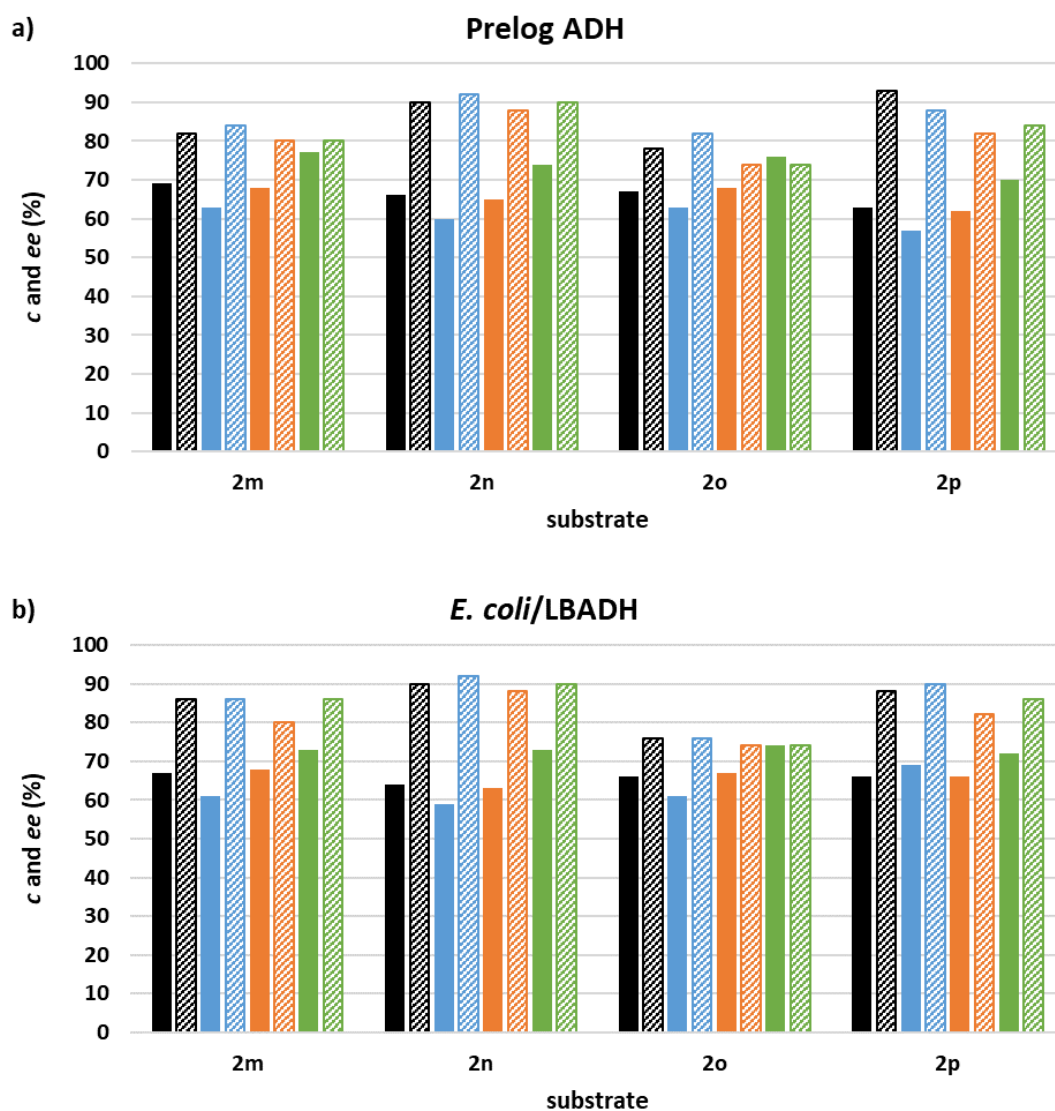 a)
Prelog ADH
100
90
80
70
60
50
40
30
20
10
0
c and ee (%)
2m 2n 2o 2p
substrate
b)
E. coli/LBADH
100
90
80
70
60
50
40
30
20
10
0
c and ee (%)
2m 2n 2o 2p
substrate